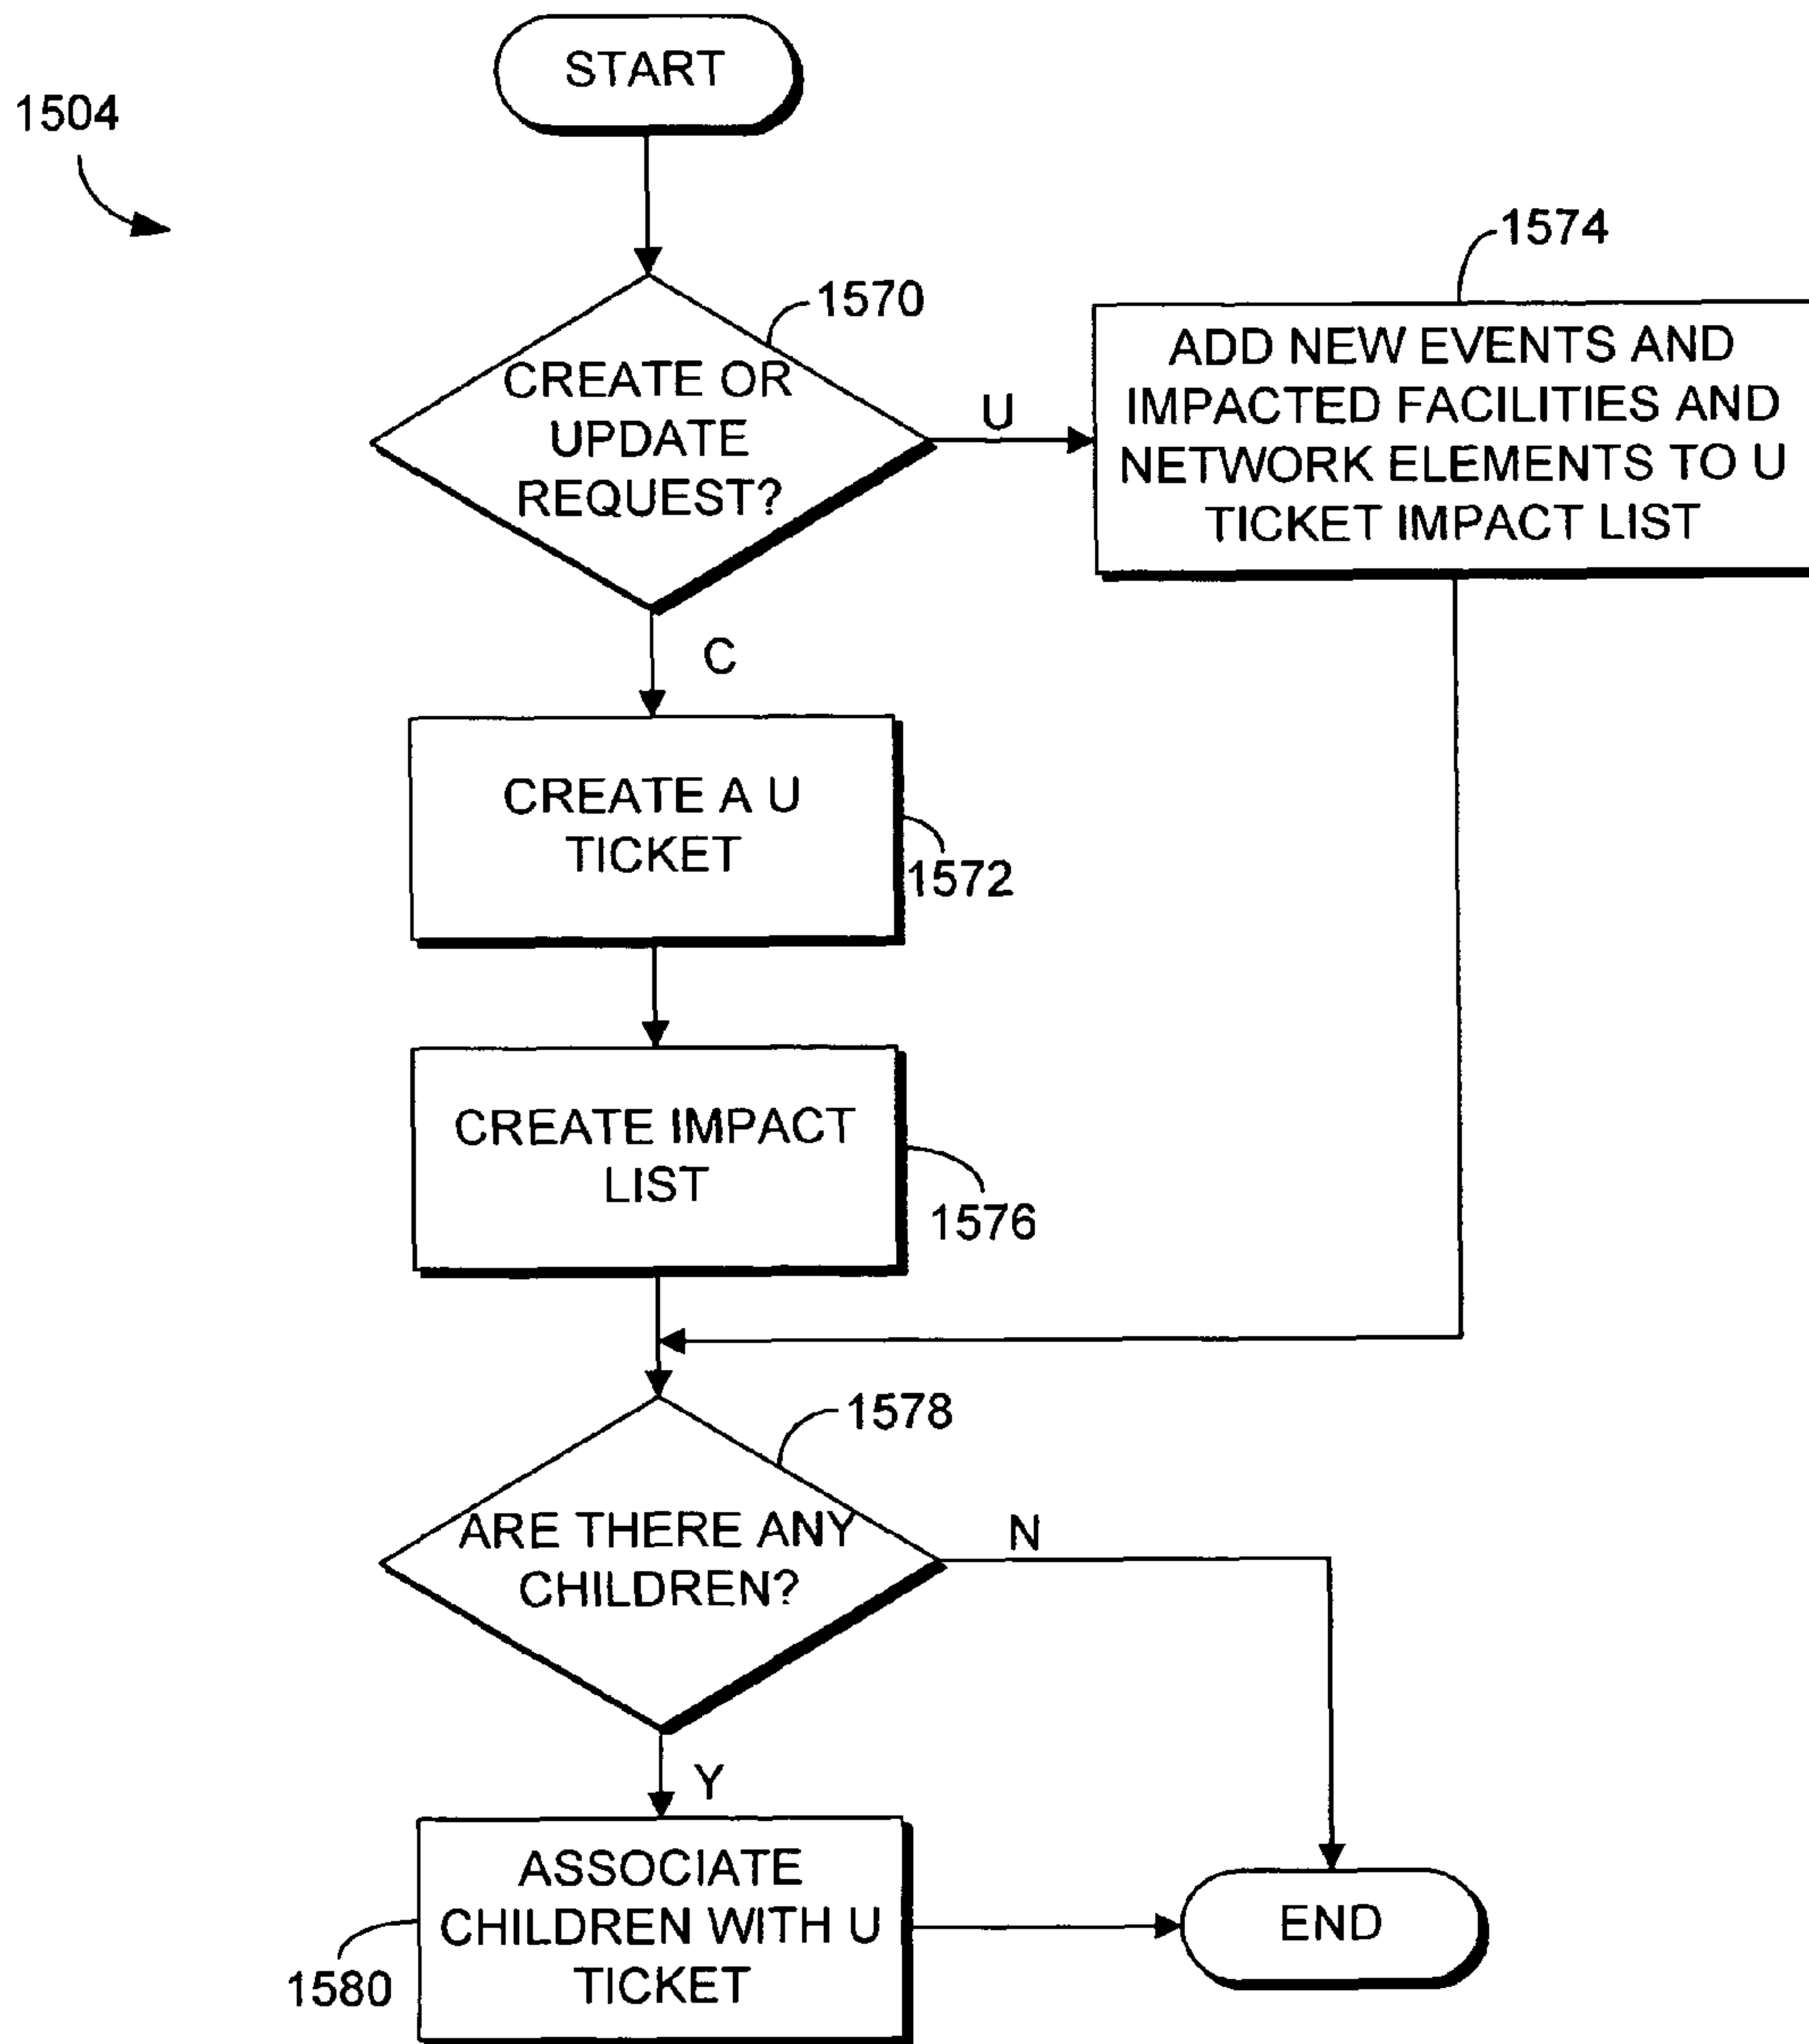 START
1504
1574
1570
CREATE OR
UPDATE
REQUEST?
U
ADD NEW EVENTS AND
IMPACTED FACILITIES AND
NETWORK ELEMENTS TO U
TICKET IMPACT LIST
C
CREATE A U
TICKET
1572
CREATE IMPACT
LIST
1576
1578
ARE THERE ANY
CHILDREN?
N
Y
ASSOCIATE
CHILDREN WITH U
TICKET
1580
END